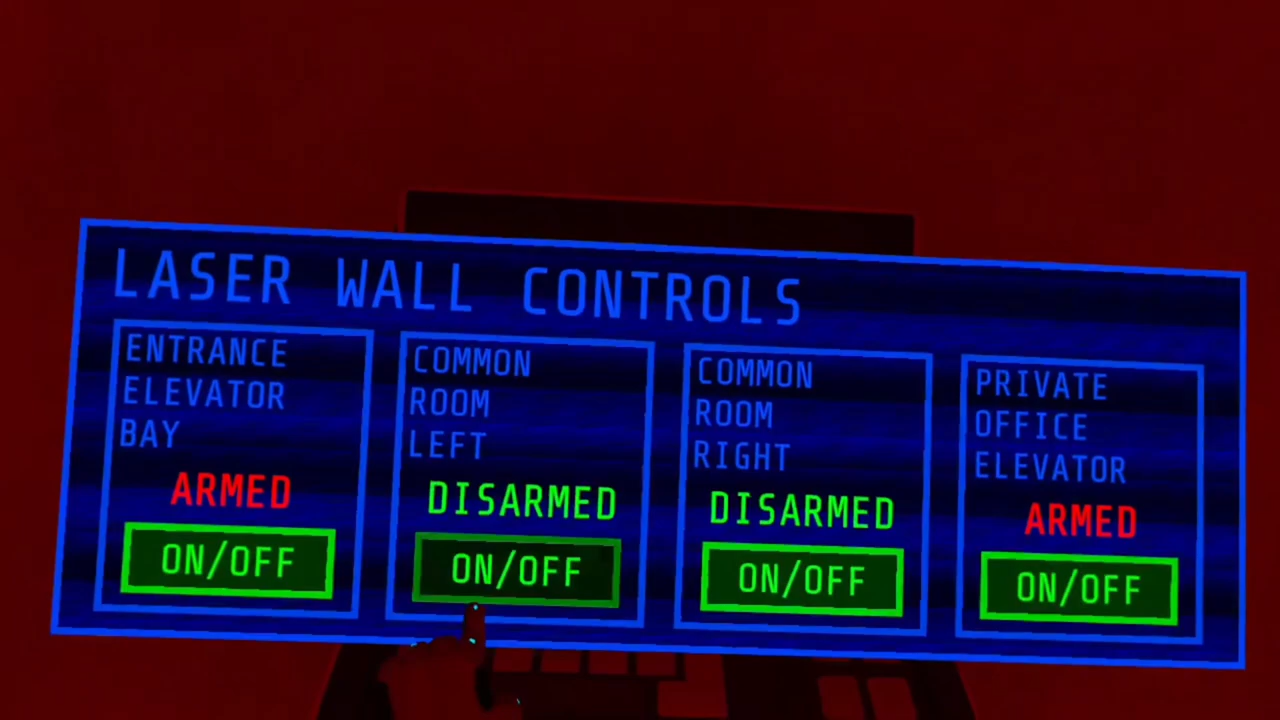 LASER WALL CONTROLS
ENTRANCE
ELEVATOR
BAY
ARMED
ON/OFF
COMMON
ROOM
LEFT
DISARMED
ON/OFF
COMMON
ROOM
RIGHT
DISARMED
ON/OFF
PRIVATE
OFFICE
ELEVATOR
ARMED
ON/OFF